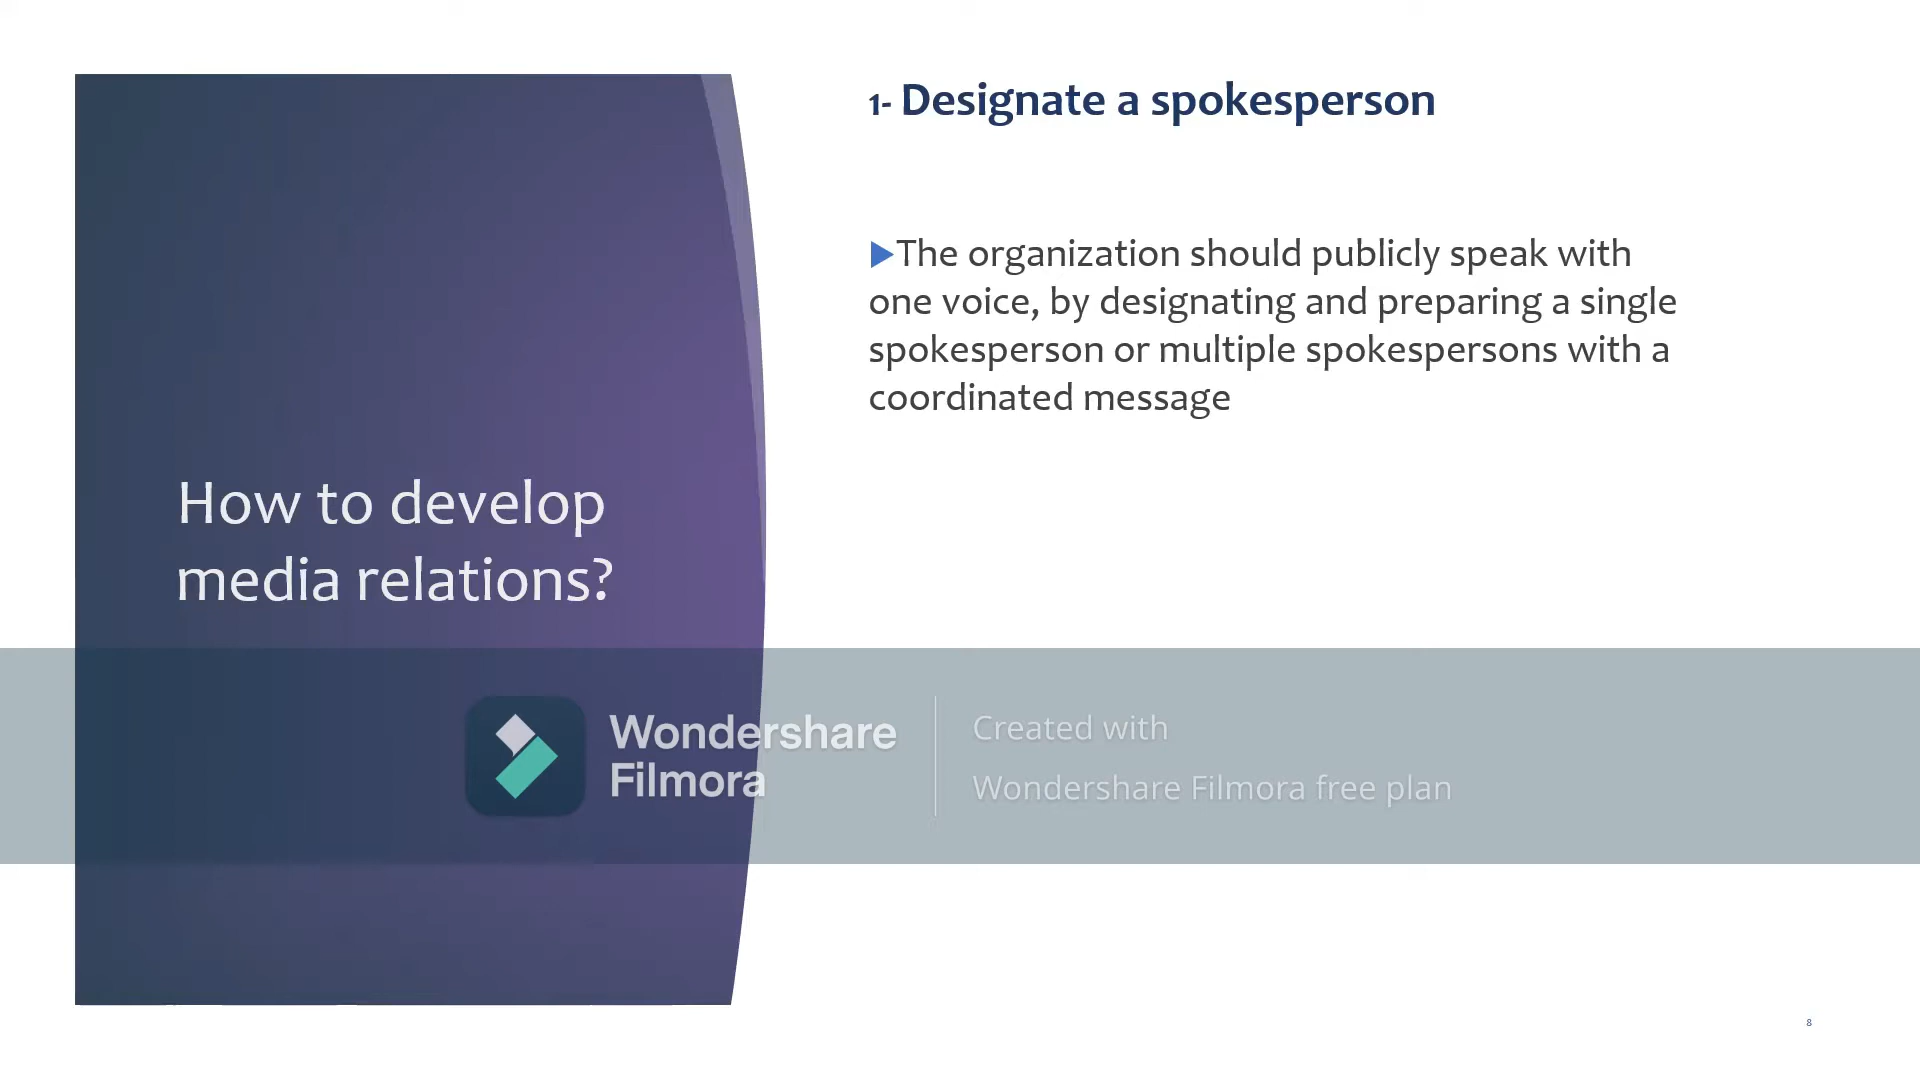 1- Designate a spokesperson
▶The organization should publicly speak with
one voice, by designating and preparing a single
spokesperson or multiple spokespersons with a
coordinated message
How to develop
media relations?
Wondershare
Filmora
Created with
Wondershare Filmora free plan
8